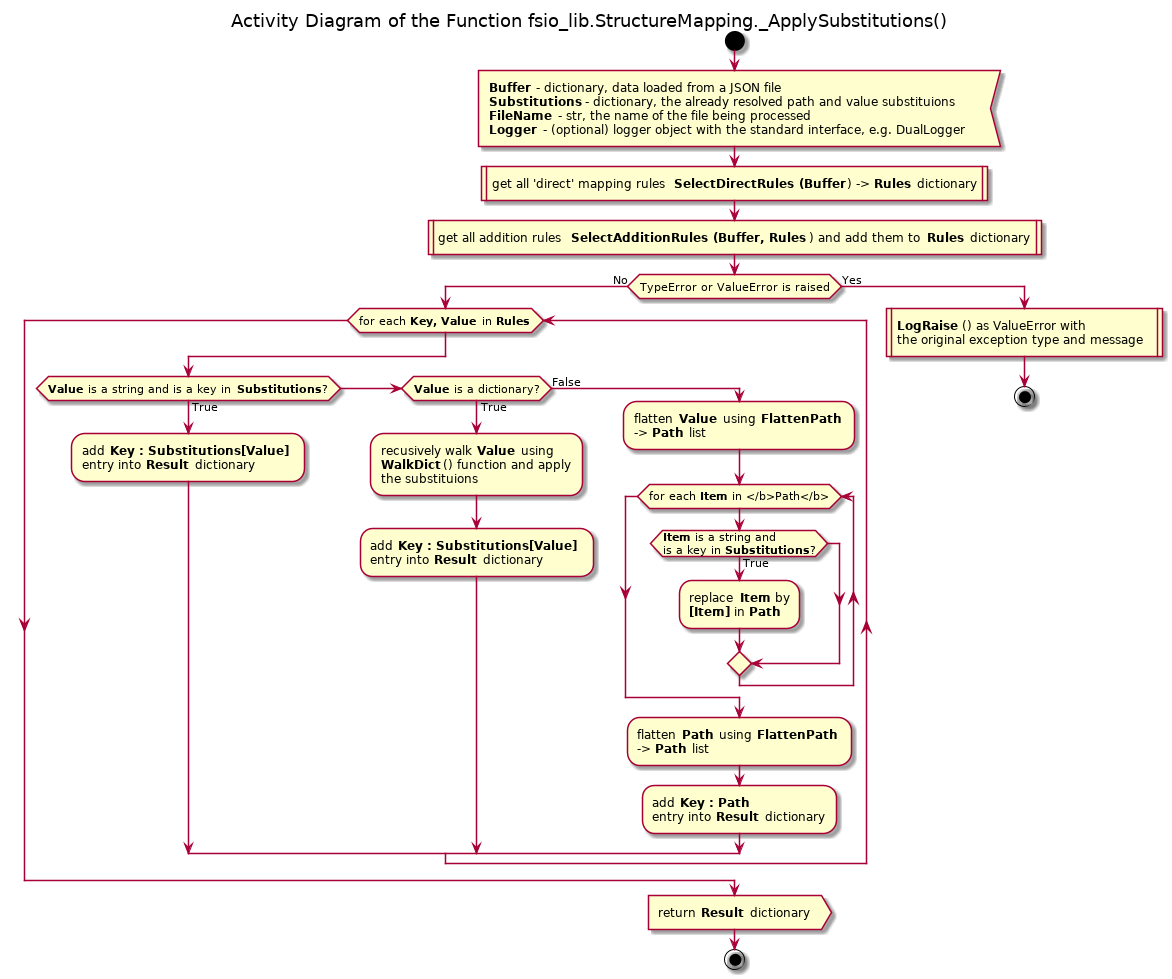 Activity Diagram of the Function fsio_lib.StructureMapping._ApplySubstitutions()
Buffer - dictionary, data loaded from a JSON file
Substitutions - dictionary, the already resolved path and value substituions
FileName - str, the name of the file being processed
Logger - (optional) logger object with the standard interface, e.g. DualLogger
get all 'direct' mapping rules SelectDirectRules (Buffer) -> Rules dictionary
get all addition rules SelectAdditionRules (Buffer, Rules) and add them to Rules dictionary
No
TypeError or ValueError is raised
Yes
LogRaise () as ValueError with
the original exception type and message
for each Key, Value in Rules
Value is a string and is a key in Substitutions?
True
add Key : Substitutions[Value]
entry into Result dictionary
Value is a dictionary?
False
True
recusively walk Value using
WalkDict() function and apply
the substituions
add Key : Substitutions[Value]
entry into Result dictionary
flatten Value using FlattenPath
-> Path list
for each Item in </b>Path</b>
Item is a string and
is a key in Substitutions?
True
replace Item by
[Item] in Path
flatten Path using FlattenPath
-> Path list
add Key : Path
entry into Result dictionary
return Result dictionary